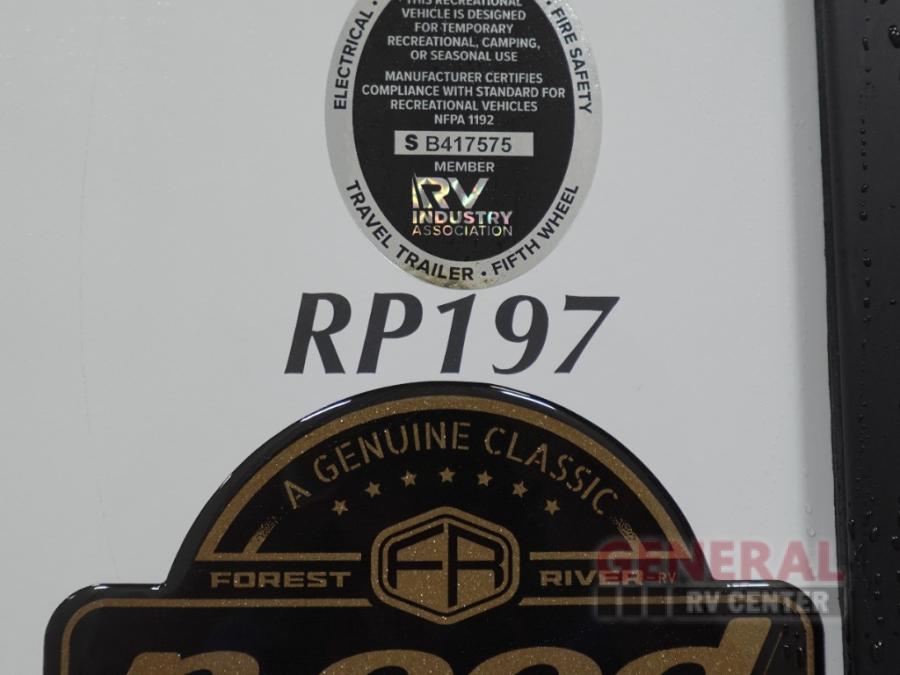 THIS RECREATIONAL
VEHICLE IS DESIGNED
FOR TEMPORARY
RECREATIONAL, CAMPING,
OR SEASONAL USE
MANUFACTURER CERTIFIES
COMPLIANCE WITH STANDARD FOR
RECREATIONAL VEHICLES
NFPA 1192
S B417575
MEMBER
RV
INDUSTRY
ASSOCIATION
ELECTRICAL •
• FIRE SAFETY
TRAVEL TRAILER • FIFTH WHEEL
RP197
A GENUINE CLASSIC
FR
FOREST RIVER
GENERAL
RV CENTER